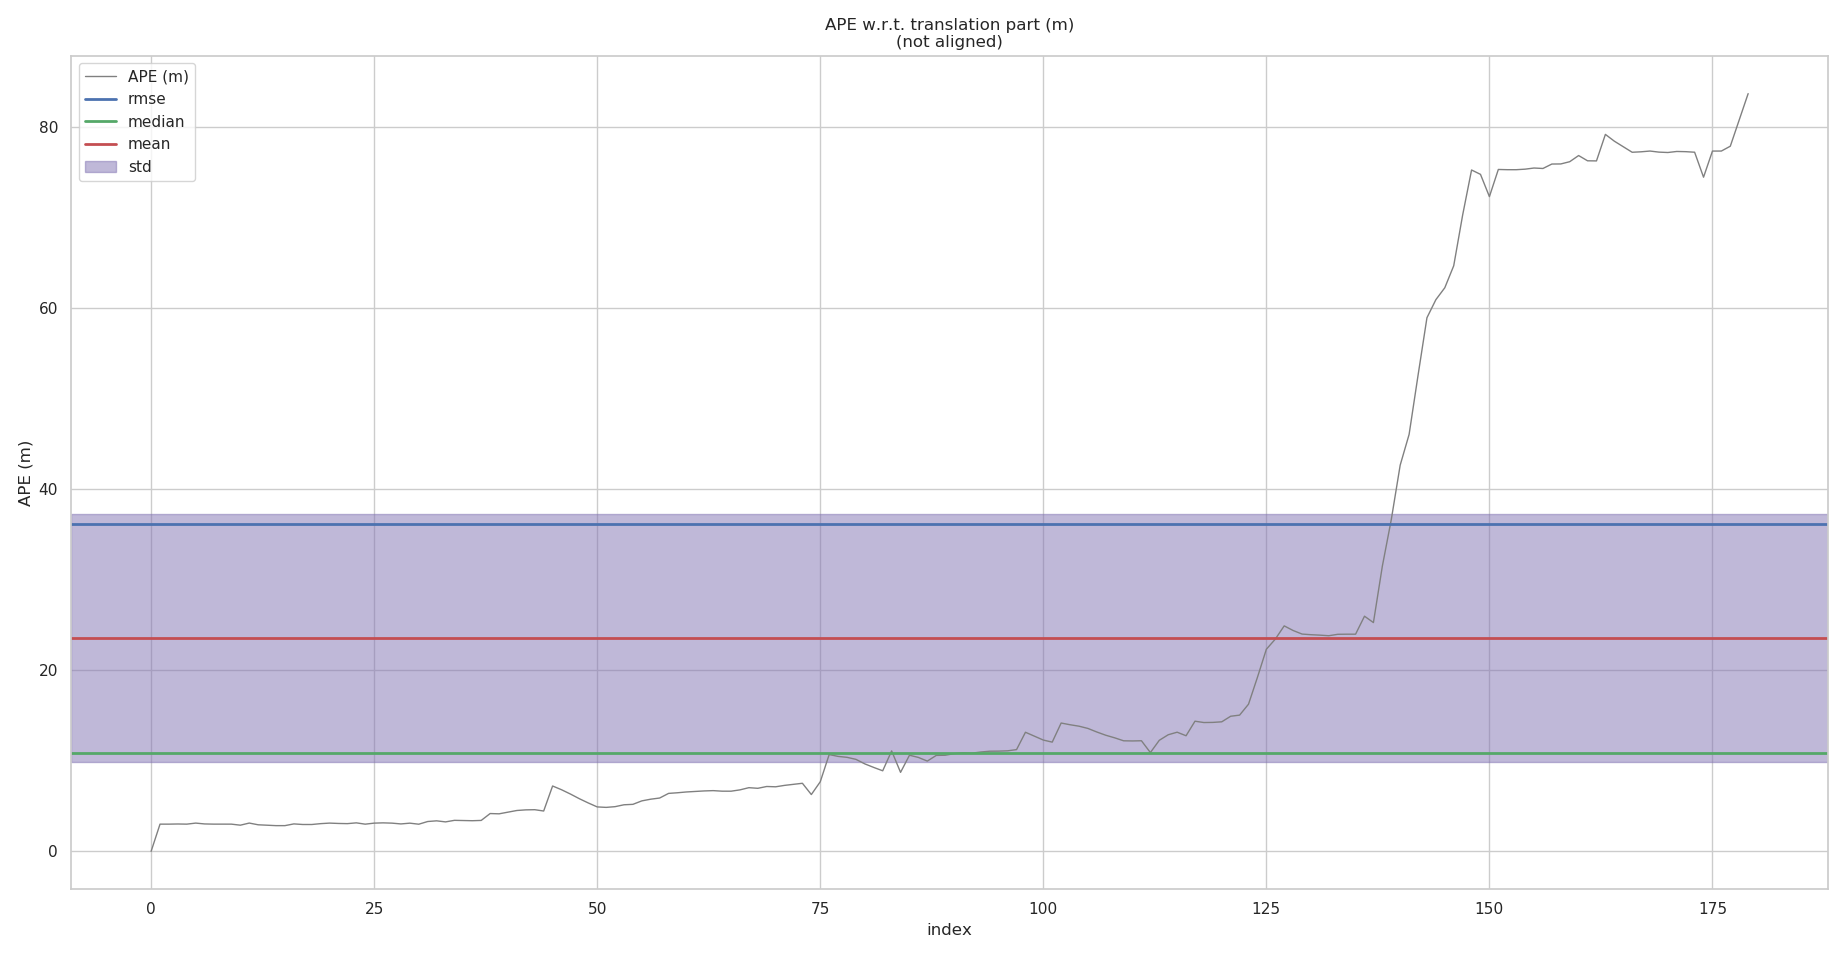 APE w.r.t. translation part (m)
(not aligned)
APE (m)
rmse
median
mean
std
80
60
40
20
0
APE (m)
0
25
50
75
100
125
150
175
index